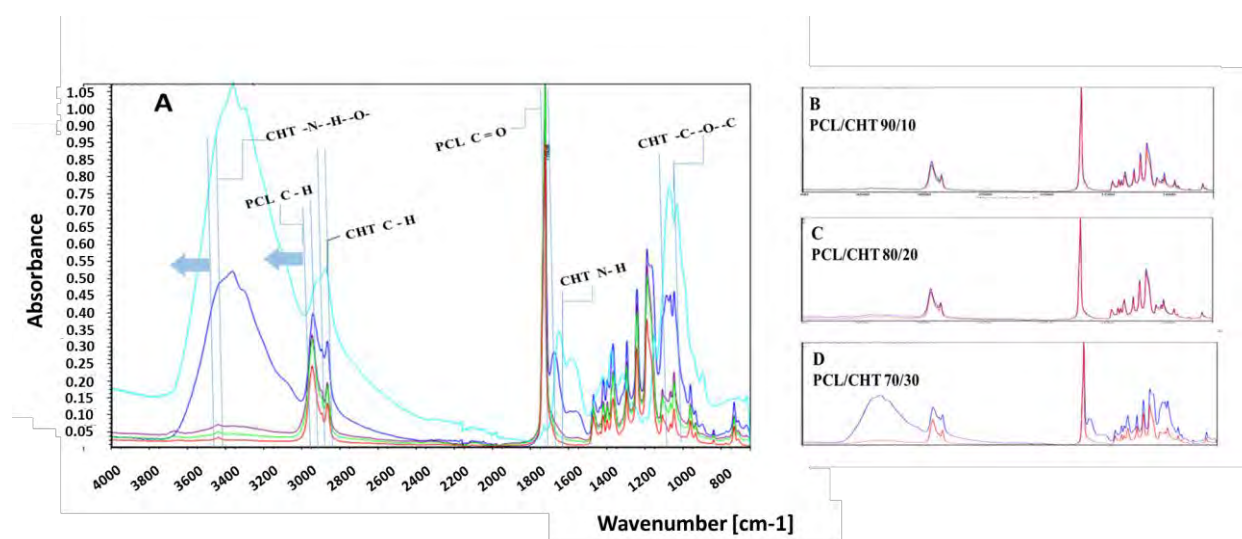 A
1.05
1.00
0.90
0.95
0.85
0.80
0.75
0.70
0.65
0.60
0.55
0.50
0.45
0.40
0.35
0.30
0.25
0.20
0.15
0.10
0.05
Absorbance
CHT -N--H--O-
PCL C-H
CHT C-H
PCL C=O
CHT N-H
CHT -C--O--C
4000 3800 3600 3400 3200 3000 2800 2600 2400 2200 2000 1800 1600 1400 1200 1000 800
Wavenumber [cm-1]
B
PCL/CHT 90/10
C
PCL/CHT 80/20
D
PCL/CHT 70/30